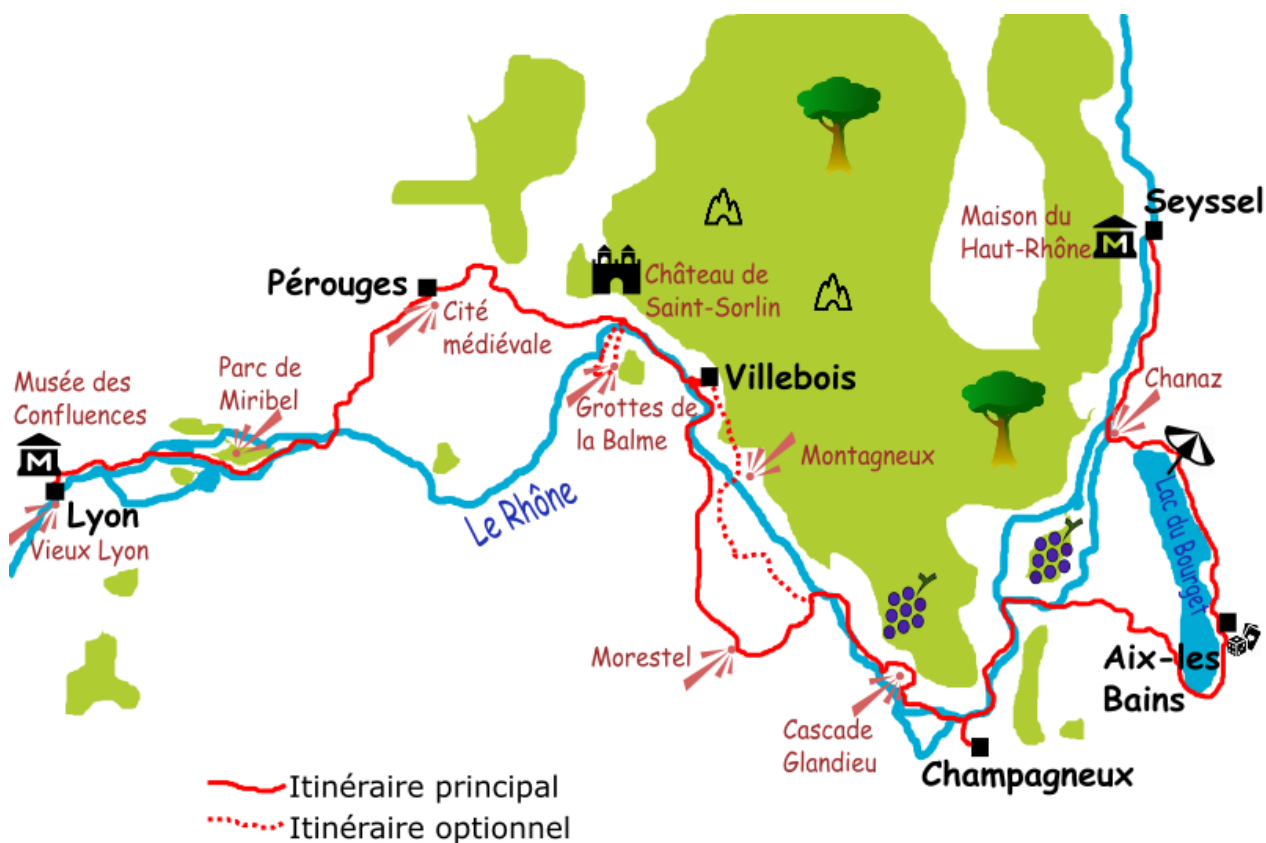 Seyssel
Maison du
Haut-Rhône
M
Pérouges
Château de
Saint-Sorlin
Cité
médiévale
Parc de
Miribel
Musée des
Confluences
M
Villebois
Chanaz
Grottes de
la Balme
Montagneux
Le Rhône
Lac du Bourget
Lyon
Vieux Lyon
Morestel
Aix-les
Bains
Cascade
Glandieu
Champagneux
Itinéraire principal
Itinéraire optionnel